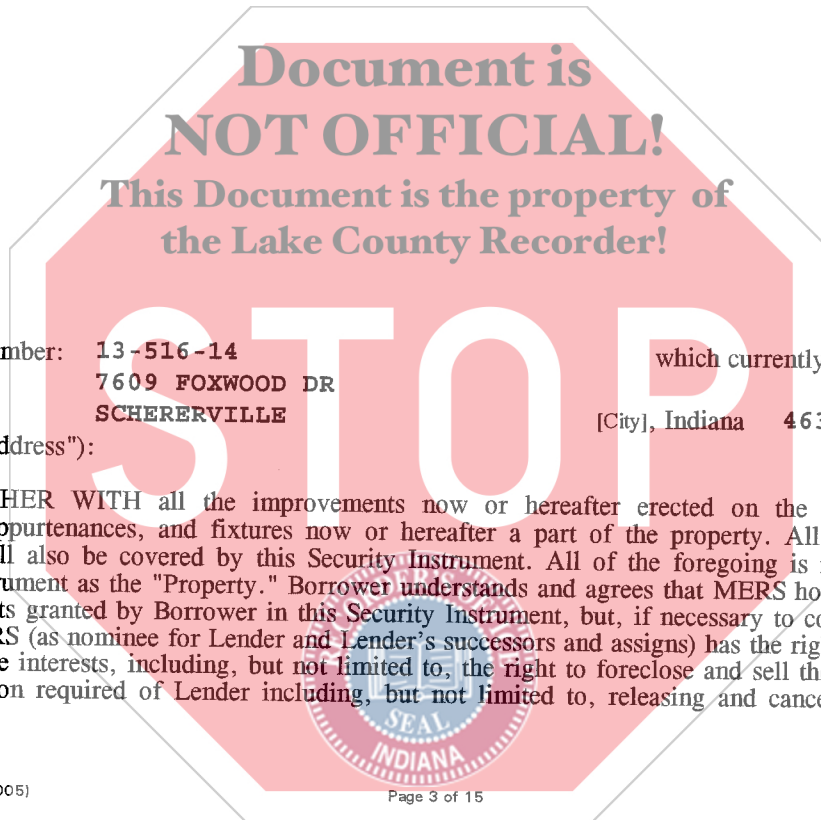 Document is
NOT OFFICIAL!
This Document is the property of
the Lake County Recorder!
STOP
mber: 13-516-14 which currently
7609 FOXWOOD DR
SCHERERVILLE [City], Indiana 463
ddress"):
HER WITH all the improvements now or hereafter erected on the
ppurtenances, and fixtures now or hereafter a part of the property. All
ll also be covered by this Security Instrument. All of the foregoing is
rument as the "Property." Borrower understands and agrees that MERS ho
ts granted by Borrower in this Security Instrument, but, if necessary to co
RS (as nominee for Lender and Lender's successors and assigns) has the rig
e interests, including, but not limited to, the right to foreclose and sell th
on required of Lender including, but not limited to, releasing and cance
RECORDER'S SEAL
SEAL
INDIANA
005) Page 3 of 15